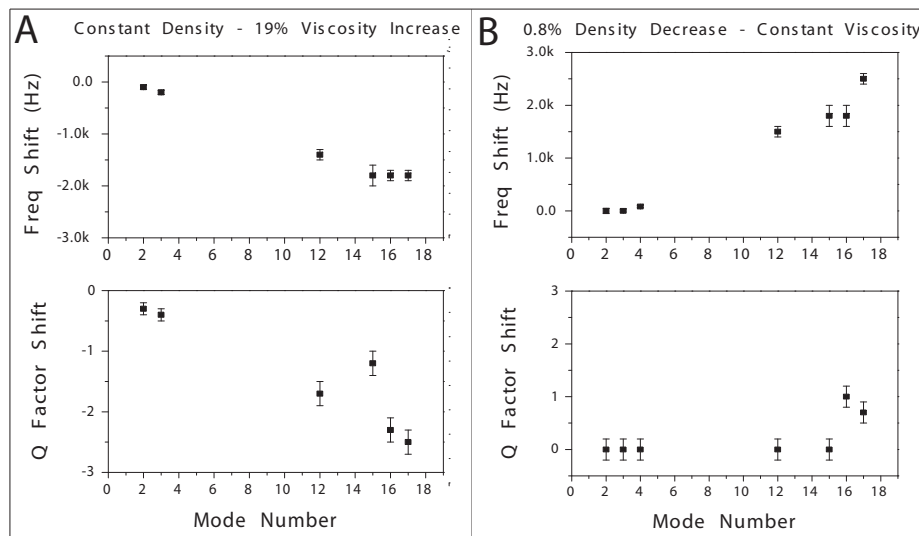 A
Constant Density - 19% Viscosity Increase
Freq Shift (Hz)
0.0
-1.0k
-2.0k
-3.0k
0 2 4 6 8 10 12 14 16 18
Q Factor Shift
0
-1
-2
-3
0 2 4 6 8 10 12 14 16 18
Mode Number
B
0.8% Density Decrease - Constant Viscosity
Freq Shift (Hz)
3.0k
2.0k
1.0k
0.0
0 2 4 6 8 10 12 14 16 18
Q Factor Shift
3
2
1
0
0 2 4 6 8 10 12 14 16 18
Mode Number